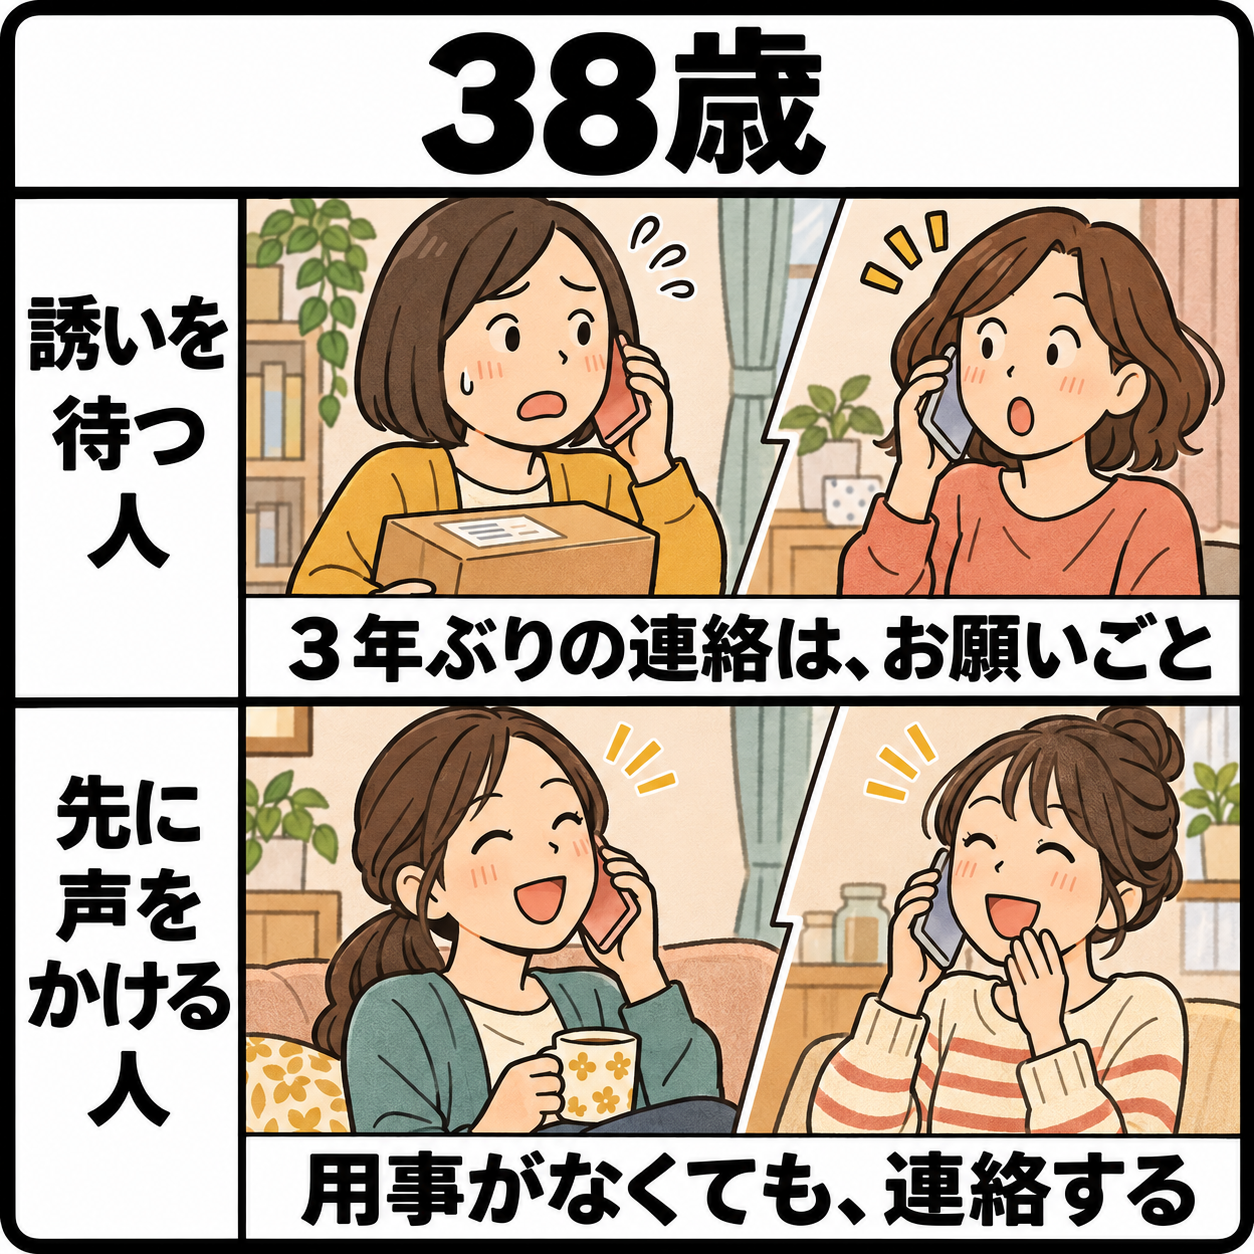 38歳
誘いを
待つ
人
３年ぶりの連絡は、お願いごと
先に
声を
かける
人
用事がなくても、連絡する